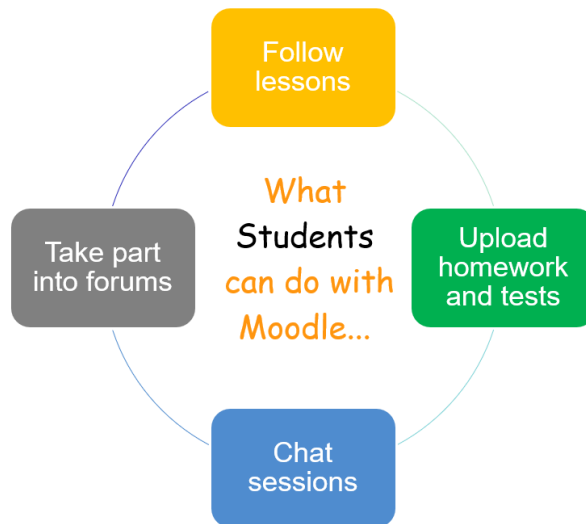 Follow
lessons
What
Students
can do with
Moodle...
Take part
into forums
Upload
homework
and tests
Chat
sessions